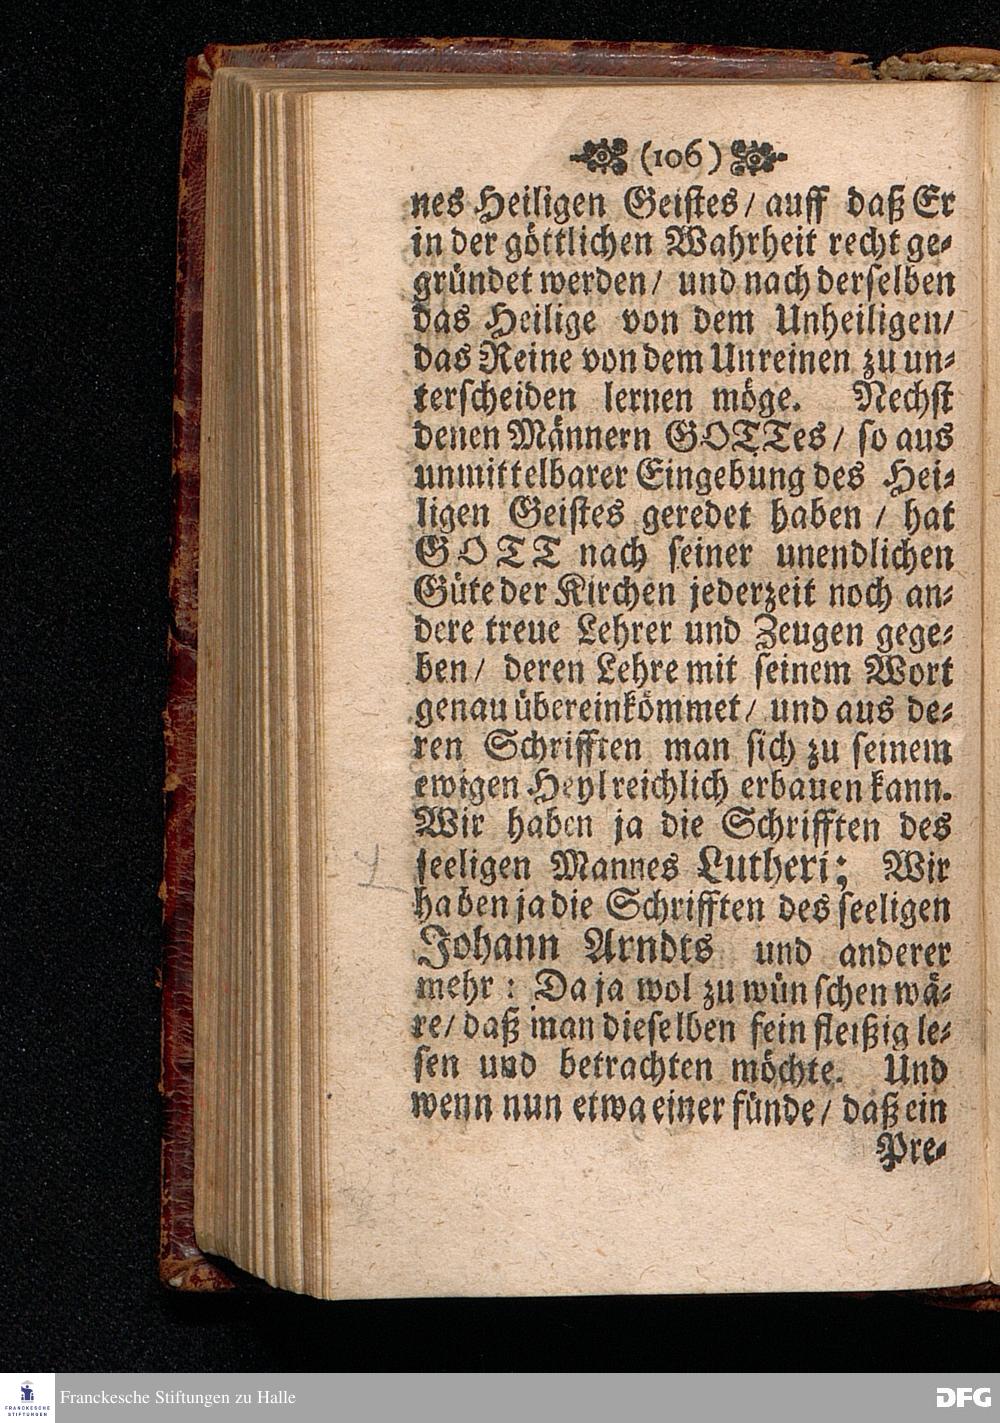 (106)
nes Heiligen Geistes / auff daß Er
in der göttlichen Wahrheit recht ge-
gründet werden / und nach derselben
das Heilige von dem Unheiligen /
das Reine von dem Unreinen zu un-
terscheiden lernen möge. Nechst
denen Männern GOTTes / so aus
unmittelbarer Eingebung des Hei-
ligen Geistes geredet haben / hat
GOTT nach seiner unendlichen
Güte der Kirchen jederzeit noch an-
dere treue Lehrer und Zeugen gege-
ben / deren Lehre mit seinem Wort
genau übereinkömmet / und aus de-
ren Schrifften man sich zu seinem
ewigen Heyl reichlich erbauen kann.
Wir haben ja die Schrifften des
seeligen Mannes Lutheri; Wir
haben ja die Schrifften des seeligen
Johann Arndts und anderer
mehr : Da ja wol zu wünschen wä-
re / daß man dieselben fein fleißig le-
sen und betrachten möchte. Und
wenn nun etwa einer fünde / daß ein
Pre-
FRANCKESCHE
STIFTUNGEN
Franckesche Stiftungen zu Halle
DFG